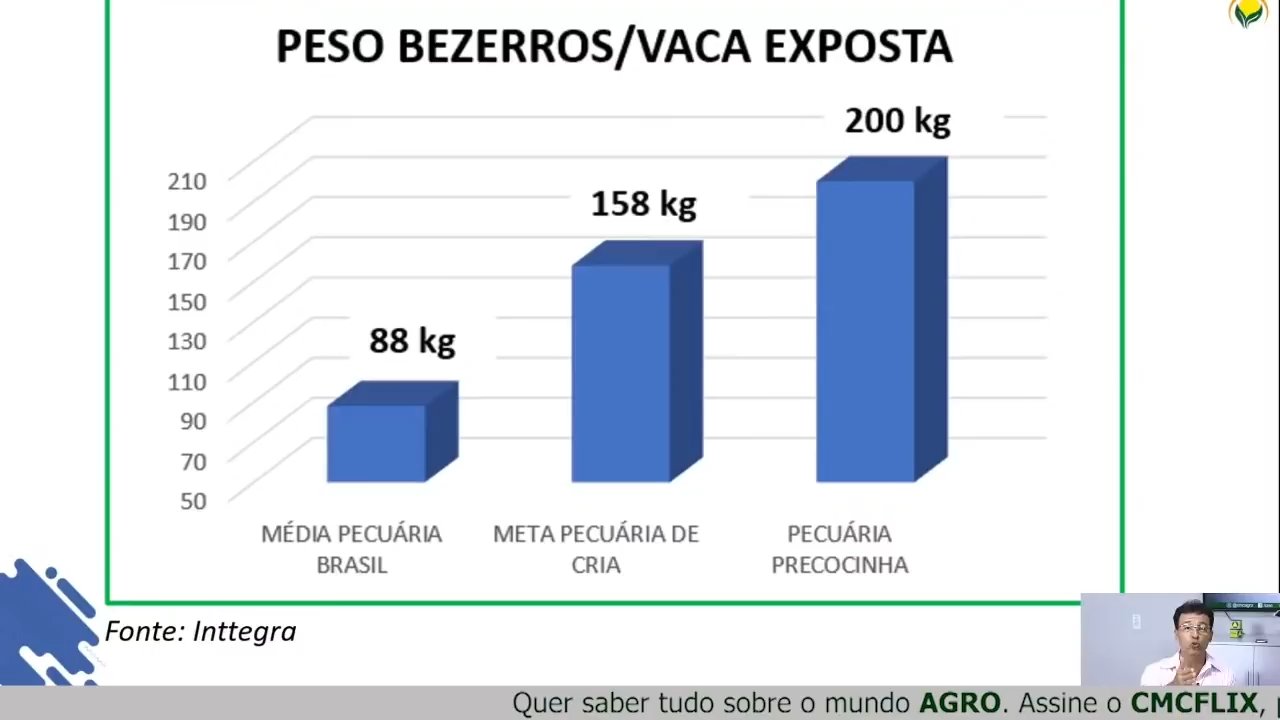 PESO BEZERROS/VACA EXPOSTA
200 kg
158 kg
88 kg
210
190
170
150
130
110
90
70
50
MÉDIA PECUÁRIA
BRASIL
META PECUÁRIA DE
CRIA
PECUÁRIA
PRECOCINHA
Fonte: Inttegra
Quer saber tudo sobre o mundo AGRO. Assine o CMCFLIX,